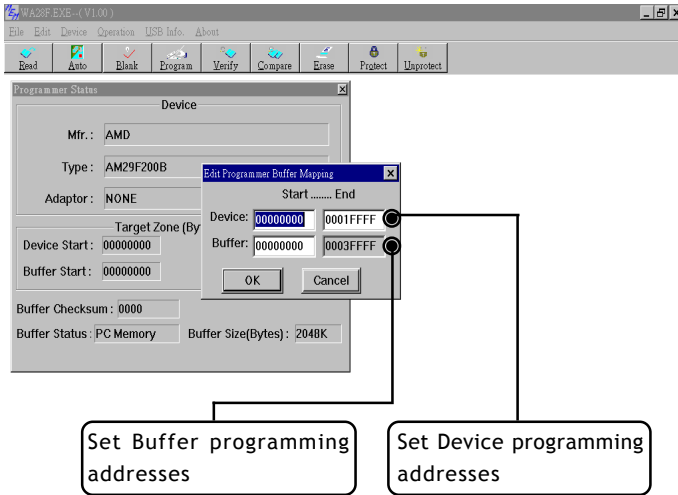 WA28F.EXE--( V1.00 )
File Edit Device Operation USB Info. About
Read Auto Blank Program Verify Compare Erase Protect Unprotect
Programmer Status
Device
Mfr. : AMD
Type : AM29F200B
Adaptor : NONE
Target Zone (By
Device Start : 00000000
Buffer Start : 00000000
Buffer Checksum : 0000
Buffer Status : PC Memory Buffer Size(Bytes) : 2048K
Edit Programmer Buffer Mapping
Start ........ End
Device: 00000000 0001FFFF
Buffer: 00000000 0003FFFF
OK Cancel
Set Buffer programming
addresses
Set Device programming
addresses